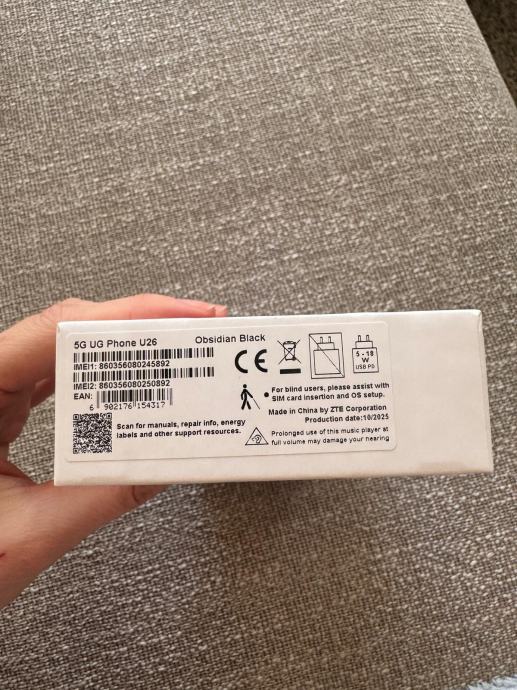 5G UG Phone U26 Obsidian Black
IMEI1: 860356080245892
IMEI2: 860356080250892
EAN:
6 902176 154317
CE
5 - 18
W
USB PD
For blind users, please assist with
SIM card insertion and OS setup.
Made in China by ZTE Corporation
Production date:10/2025
Scan for manuals, repair info, energy
labels and other support resources.
Prolonged use of this music player at
full volume may damage your hearing